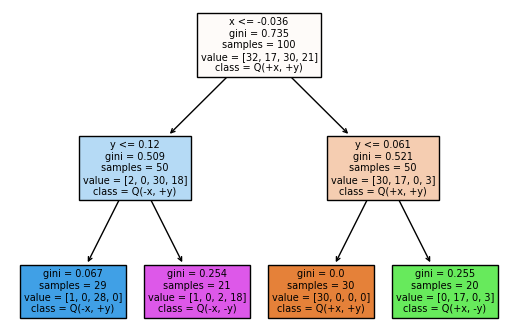 x <= -0.036
gini = 0.735
samples = 100
value = [32, 17, 30, 21]
class = Q(+x, +y)
y <= 0.12
gini = 0.509
samples = 50
value = [2, 0, 30, 18]
class = Q(-x, +y)
y <= 0.061
gini = 0.521
samples = 50
value = [30, 17, 0, 3]
class = Q(+x, +y)
gini = 0.067
samples = 29
value = [1, 0, 28, 0]
class = Q(-x, +y)
gini = 0.254
samples = 21
value = [1, 0, 2, 18]
class = Q(-x, -y)
gini = 0.0
samples = 30
value = [30, 0, 0, 0]
class = Q(+x, +y)
gini = 0.255
samples = 20
value = [0, 17, 0, 3]
class = Q(+x, -y)